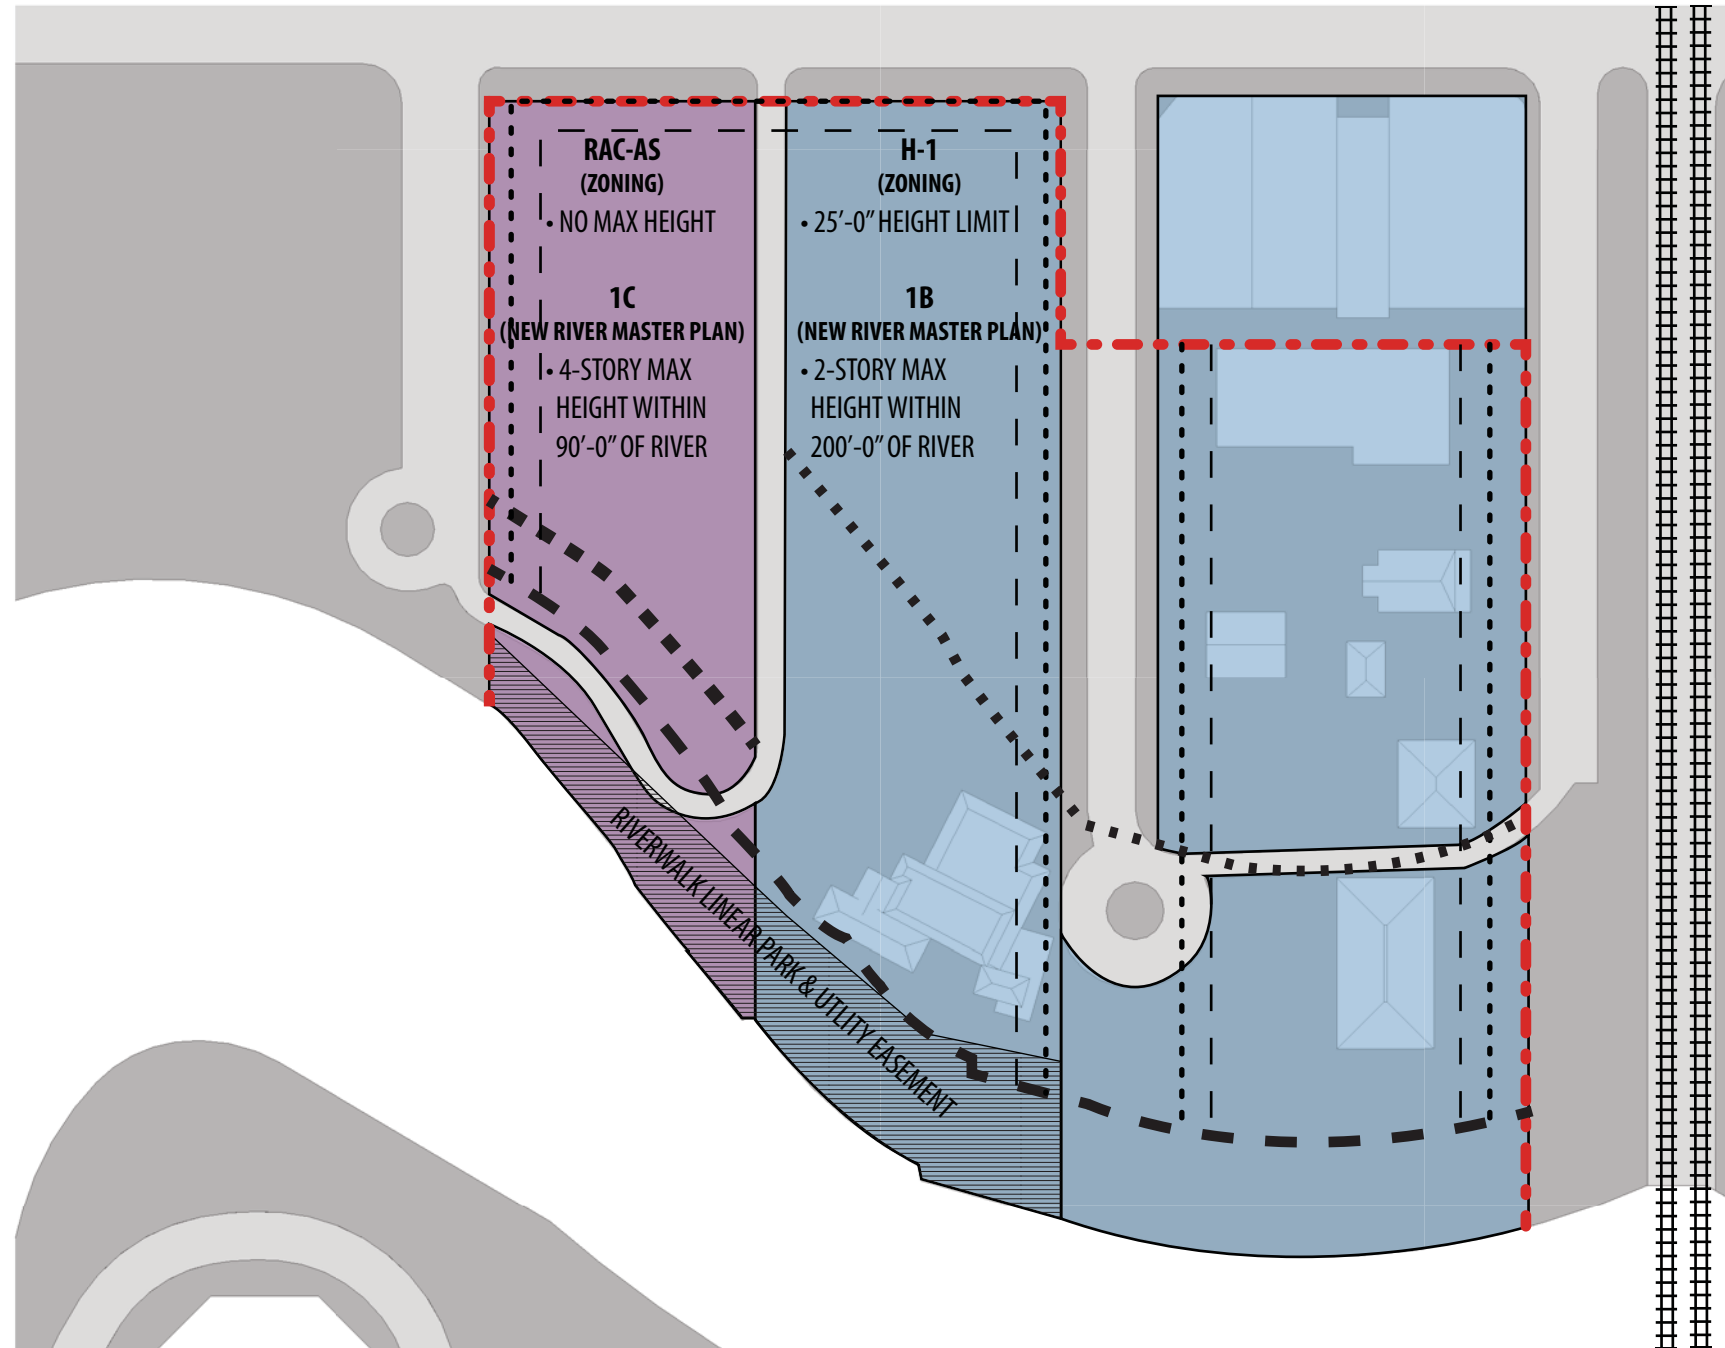 RAC-AS
(ZONING)
• NO MAX HEIGHT
1C
(NEW RIVER MASTER PLAN)
• 4-STORY MAX
HEIGHT WITHIN
90'-0" OF RIVER
H-1
(ZONING)
• 25'-0" HEIGHT LIMIT
1B
(NEW RIVER MASTER PLAN)
• 2-STORY MAX
HEIGHT WITHIN
200'-0" OF RIVER
RIVERWALK LINEAR PARK & UTLITY EASEMENT